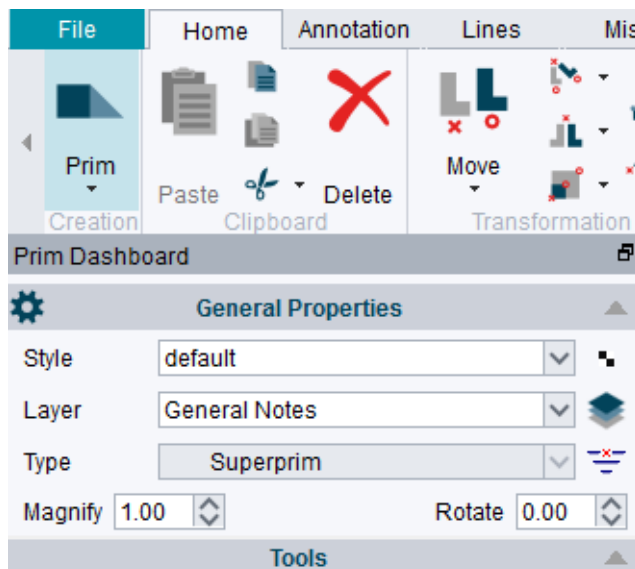 File Home Annotation Lines Mis
Prim Paste Delete Move
Creation Clipboard Transformation
Prim Dashboard
General Properties
Style default
Layer General Notes
Type Superprim
Magnify 1.00 Rotate 0.00
Tools